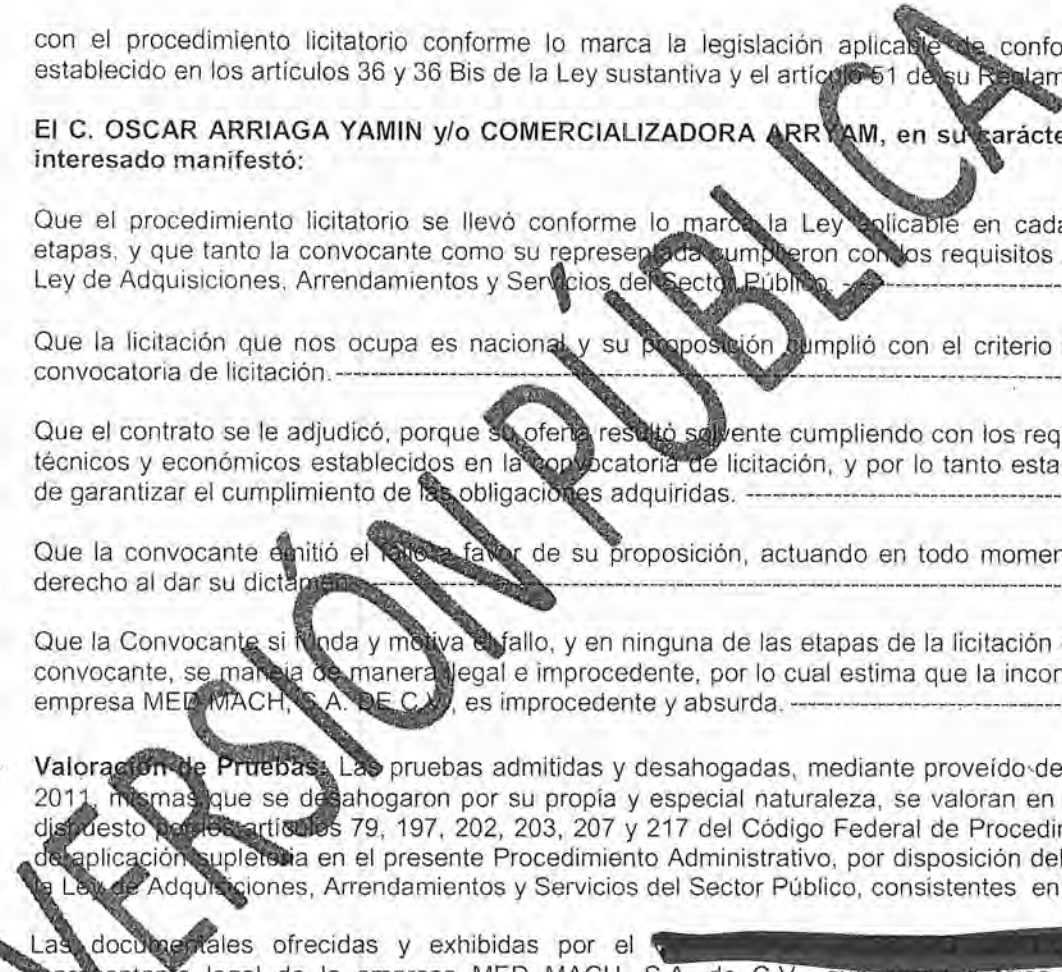 con el procedimiento licitatorio conforme lo marca la legislación aplicable de confo
establecido en los artículos 36 y 36 Bis de la Ley sustantiva y el artículo 51 de su Reglam
El C. OSCAR ARRIAGA YAMIN y/o COMERCIALIZADORA ARRYAM, en su carácte
interesado manifestó:
Que el procedimiento licitatorio se llevó conforme lo marca la Ley aplicable en cada
etapas, y que tanto la convocante como su representada cumplieron con los requisitos
Ley de Adquisiciones, Arrendamientos y Servicios del Sector Público. ---
Que la licitación que nos ocupa es nacional y su proposición cumplió con el criterio
convocatoria de licitación. ---
Que el contrato se le adjudicó, porque su oferta resultó solvente cumpliendo con los req
técnicos y económicos establecidos en la convocatoria de licitación, y por lo tanto esta
de garantizar el cumplimiento de las obligaciones adquiridas. ---
Que la convocante emitió el fallo a favor de su proposición, actuando en todo momen
derecho al dar su dictamen. ---
Que la Convocante si funda y motiva el fallo, y en ninguna de las etapas de la licitación
convocante, se maneja de manera ilegal e improcedente, por lo cual estima que la incon
empresa MED MACH, S.A. DE C.V., es improcedente y absurda. ---
Valoración de Pruebas: Las pruebas admitidas y desahogadas, mediante proveído de
2011, mismas que se desahogaron por su propia y especial naturaleza, se valoran en
dispuesto por los artículos 79, 197, 202, 203, 207 y 217 del Código Federal de Procedi
de aplicación supletoria en el presente Procedimiento Administrativo, por disposición del
la Ley de Adquisiciones, Arrendamientos y Servicios del Sector Público, consistentes en
Las documentales ofrecidas y exhibidas por el
legal de la empresa MED MACH, S.A. de C.V.
VERSIÓN PÚBLICA